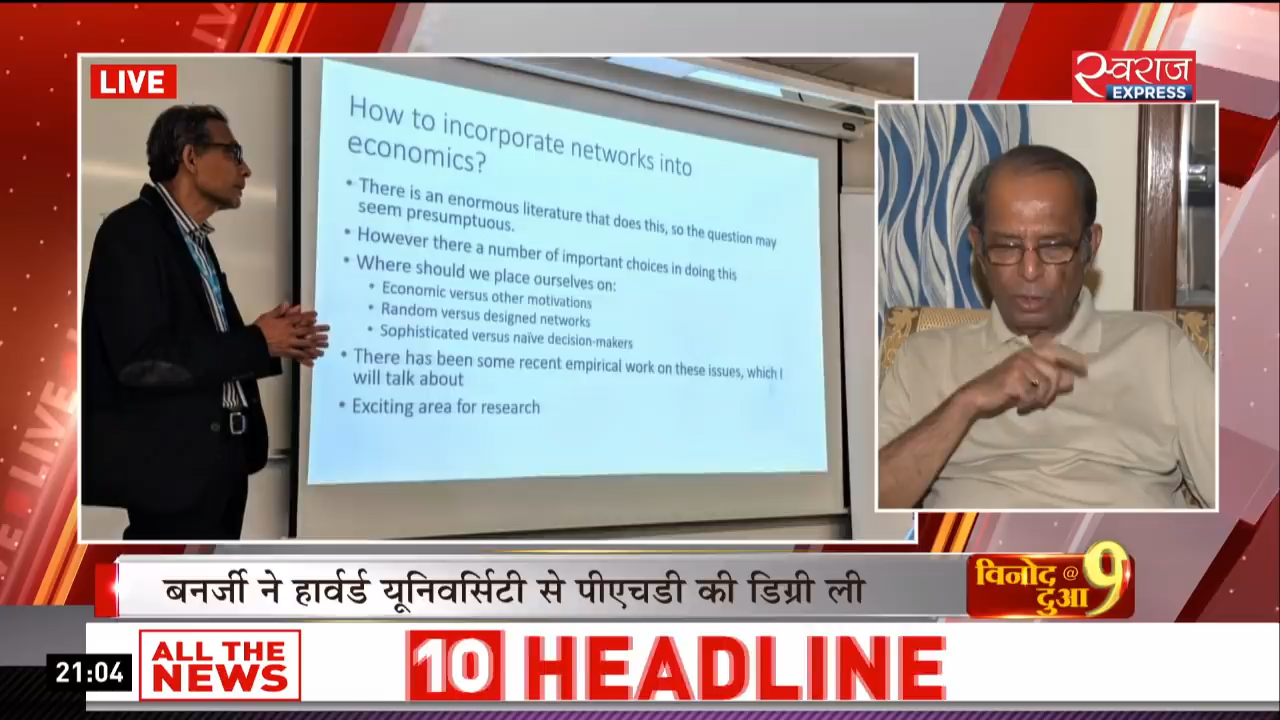 LIVE
स्वराज
EXPRESS
How to incorporate networks into
economics?
• There is an enormous literature that does this, so the question may
seem presumptuous.
• However there a number of important choices in doing this
• Where should we place ourselves on:
• Economic versus other motivations
• Random versus designed networks
• Sophisticated versus naïve decision-makers
• There has been some recent empirical work on these issues, which I
will talk about
• Exciting area for research
बनर्जी ने हार्वर्ड यूनिवर्सिटी से पीएचडी की डिग्री ली
विनोद @ 9
दुआ
21:04
ALL THE
NEWS
10 HEADLINE
LIVE